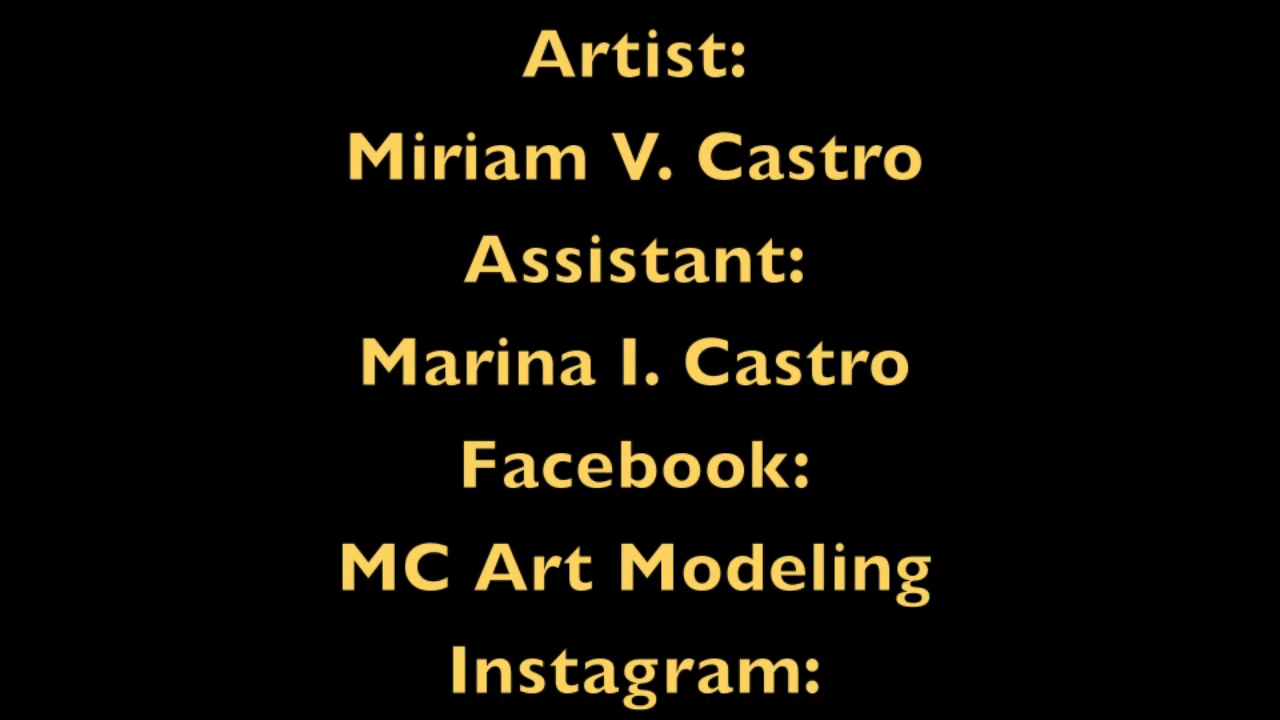 Artist:
Miriam V. Castro
Assistant:
Marina I. Castro
Facebook:
MC Art Modeling
Instagram: